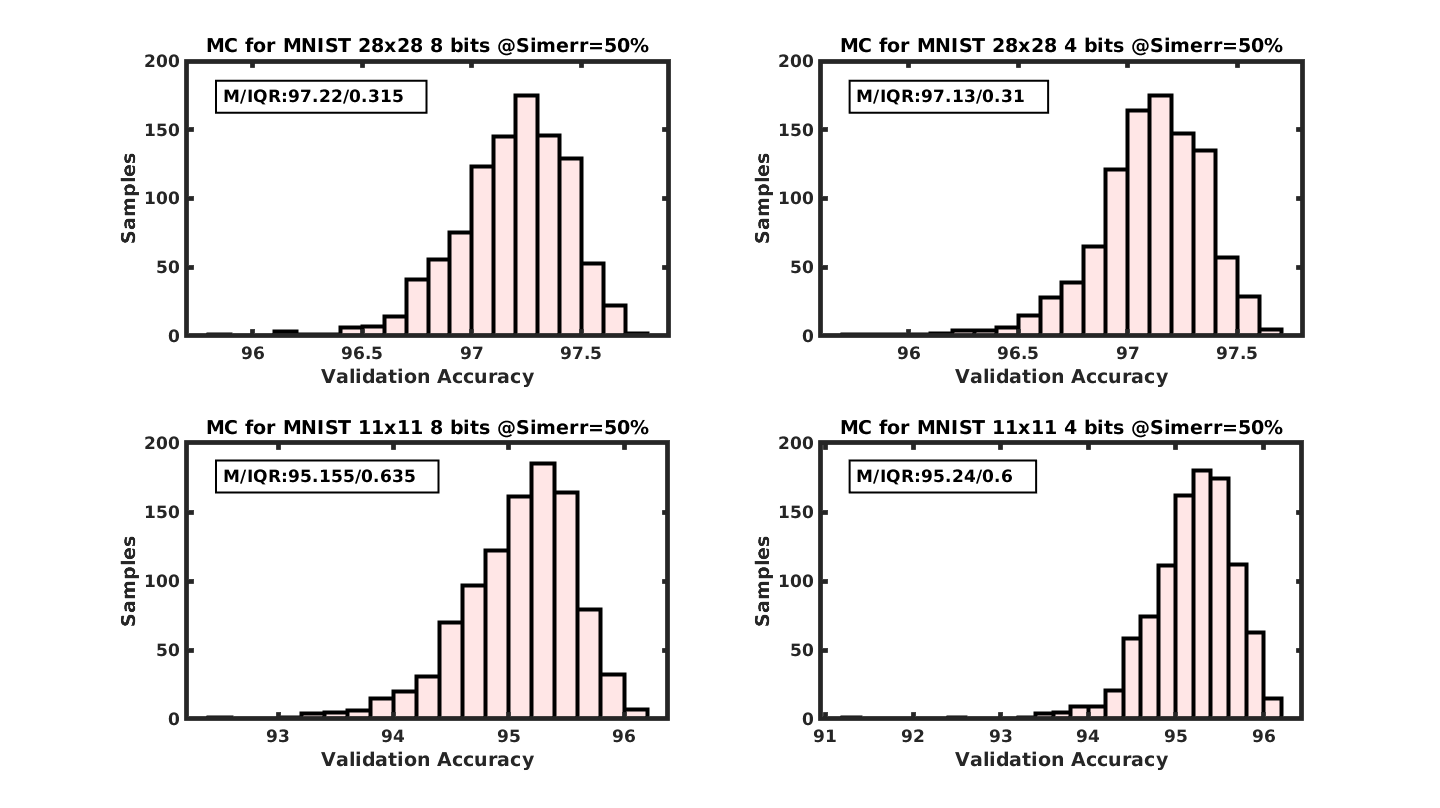 MC for MNIST 28x28 8 bits @Simerr=50%
M/IQR:97.22/0.315
200
150
100
50
0
Samples
96
96.5
97
97.5
Validation Accuracy
MC for MNIST 28x28 4 bits @Simerr=50%
M/IQR:97.13/0.31
200
150
100
50
0
Samples
96
96.5
97
97.5
Validation Accuracy
MC for MNIST 11x11 8 bits @Simerr=50%
M/IQR:95.155/0.635
200
150
100
50
0
Samples
93
94
95
96
Validation Accuracy
MC for MNIST 11x11 4 bits @Simerr=50%
M/IQR:95.24/0.6
200
150
100
50
0
Samples
91
92
93
94
95
96
Validation Accuracy